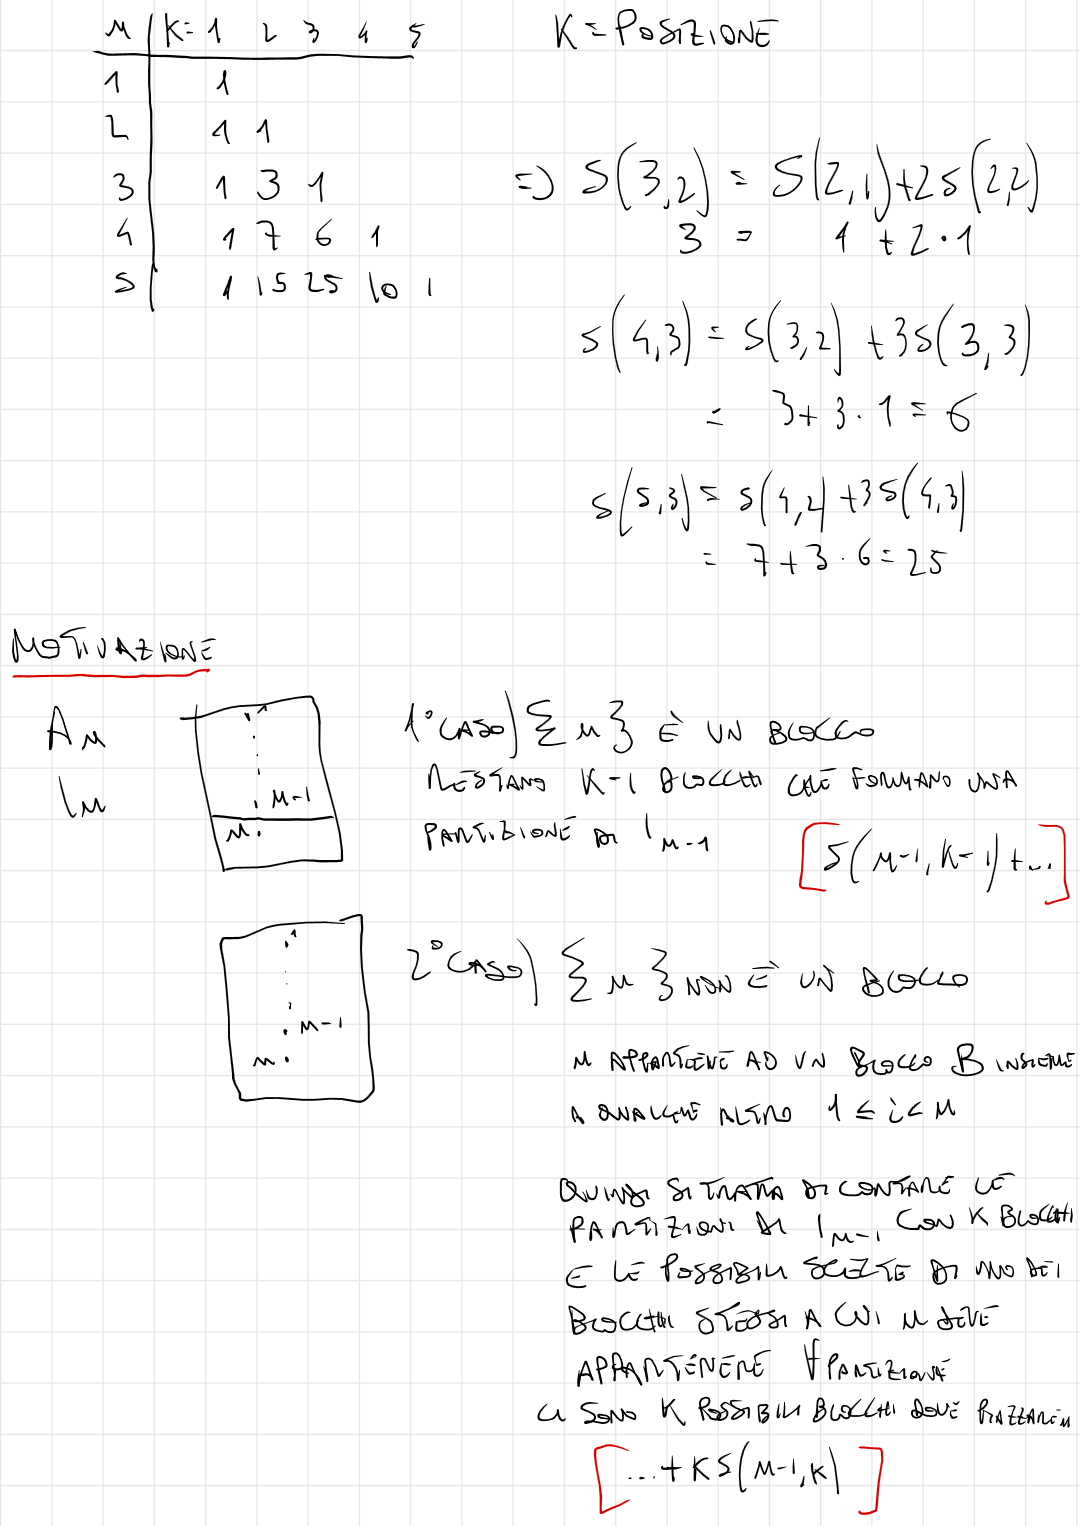 n | K= 1 2 3 4 5
1 | 1
2 | 1 1
3 | 1 3 1
4 | 1 7 6 1
5 | 1 15 25 10 1
K = POSIZIONE
=> S(3,2) = S(2,1)+2S(2,2)
3 = 1 + 2·1
S(4,3) = S(3,2) + 3S(3,3)
= 3+3·1 = 6
S(5,3) = S(4,2) +3S(4,3)
= 7+3·6=25
MOTIVAZIONE
A n
I n
1
n-1
n.
1° CASO) {n} È UN BLOCCO
RESTANO K-1 BLOCCHI CHE FORMANO UNA
PARTIZIONE DI I n-1
[S(n-1,K-1)+...]
1
n-1
n.
2° CASO) {n} NON È UN BLOCCO
n APPARTIENE AD UN BLOCCO B INSIEME
A QUALCHE ALTRO 1 ≤ i < n
QUINDI SI TRATTA DI CONTARE LE
PARTIZIONI DI I n-1 CON K BLOCCHI
E LE POSSIBILI SCELTE DI UNO DEI
BLOCCHI STESSI A CUI n DEVE
APPARTENERE ∀ PARTIZIONE
CI SONO K POSSIBILI BLOCCHI DOVE PIAZZARE n
[...+KS(n-1,K)]